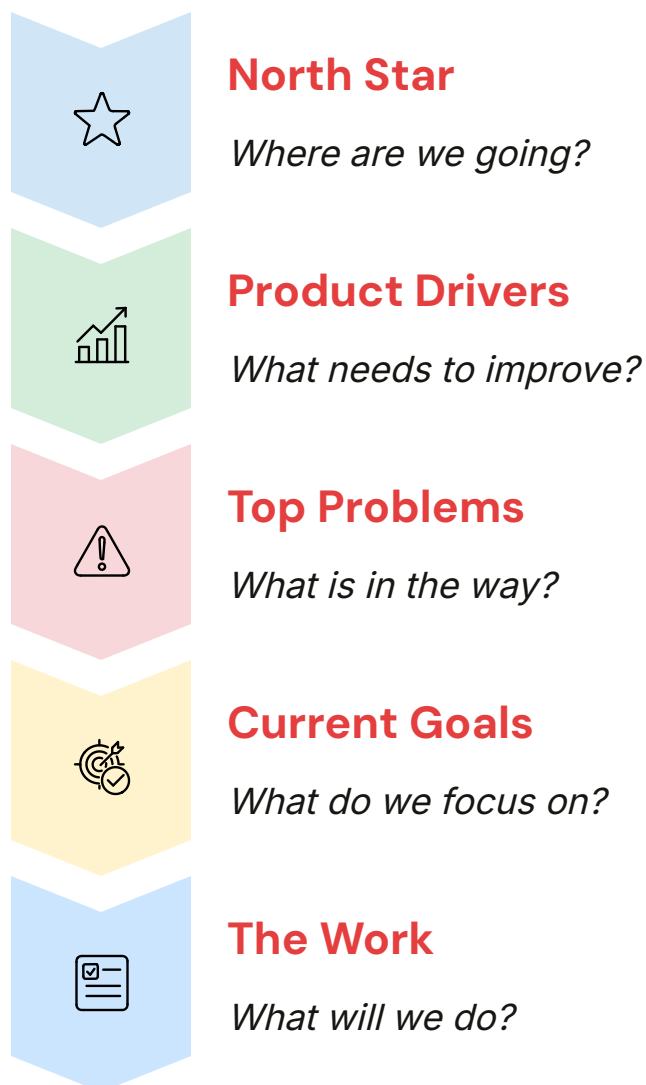 North Star
Where are we going?
Product Drivers
What needs to improve?
Top Problems
What is in the way?
Current Goals
What do we focus on?
The Work
What will we do?